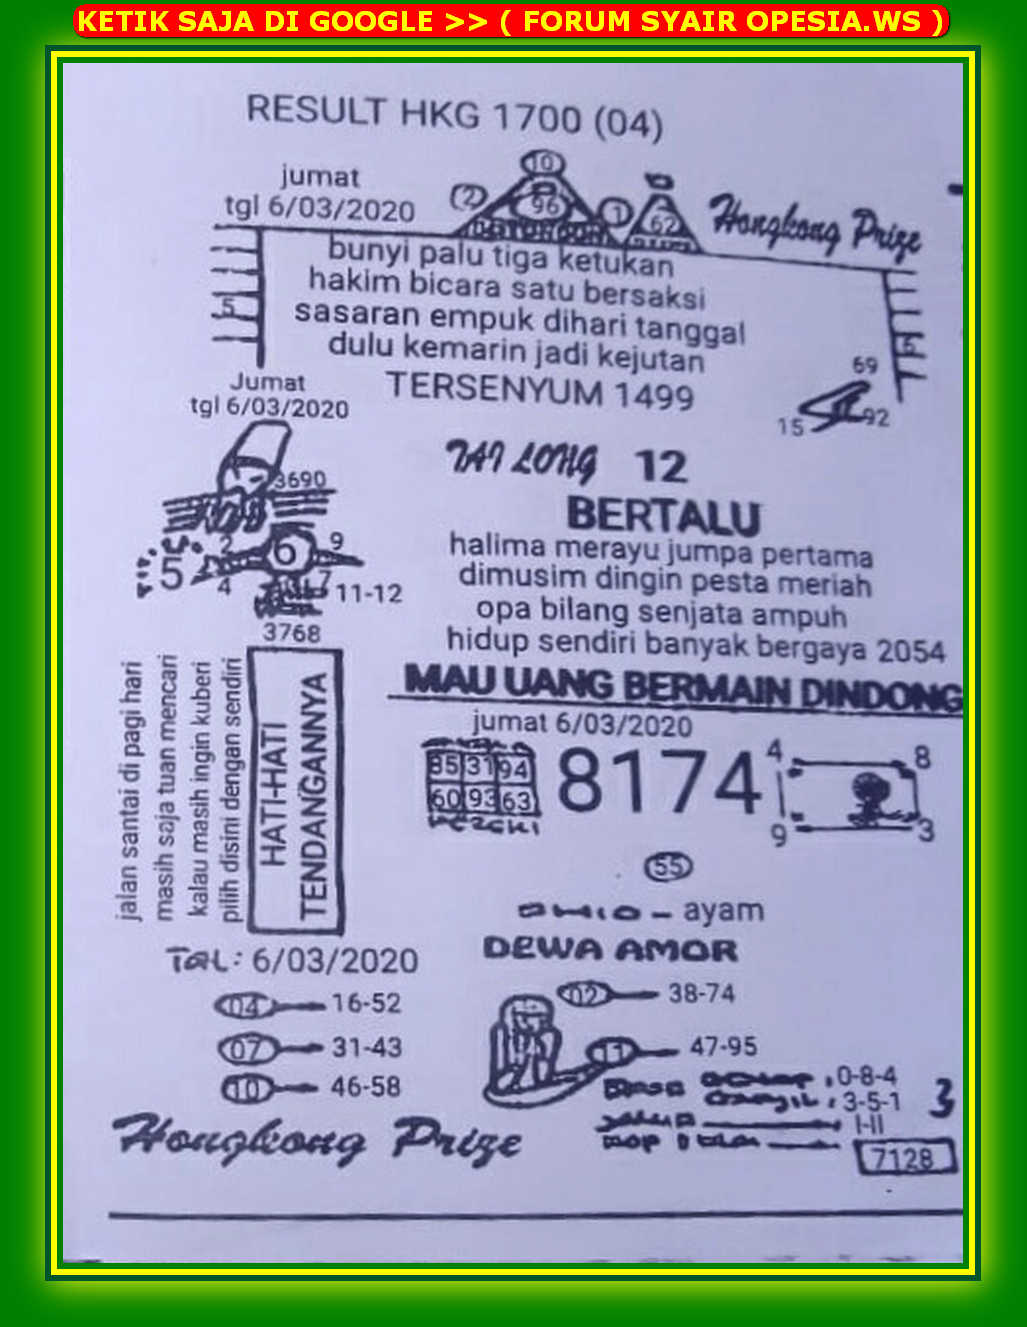 KETIK SAJA DI GOOGLE >> ( FORUM SYAIR OPESIA.WS )
RESULT HKG 1700 (04)
jumat
tgl 6/03/2020
10
(2)
96
1
62
Hongkong Prize
bunyi palu tiga ketukan
hakim bicara satu bersaksi
sasaran empuk dihari tanggal
dulu kemarin jadi kejutan
5
TERSENYUM 1499
69
15
92
Jumat
tgl 6/03/2020
3690
2
6
9
5
4
7
11-12
3768
TAI LONG 12
BERTALU
halima merayu jumpa pertama
dimusim dingin pesta meriah
opa bilang senjata ampuh
hidup sendiri banyak bergaya 2054
MAU UANG BERMAIN DINDONG
jumat 6/03/2020
85 31 94
60 93 63
REZEKI
8174
4
8
9
3
55
SHIO - ayam
jalan santai di pagi hari
masih saja tuan mencari
kalau masih ingin kuberi
pilih disini dengan sendiri
HATI-HATI
TENDANGANNYA
TGL: 6/03/2020
04 16-52
07 31-43
10 46-58
DEWA AMOR
02 38-74
11 47-95
: 0-8-4
GANJIL : 3-5-1
3
I-II
7128
Hongkong Prize